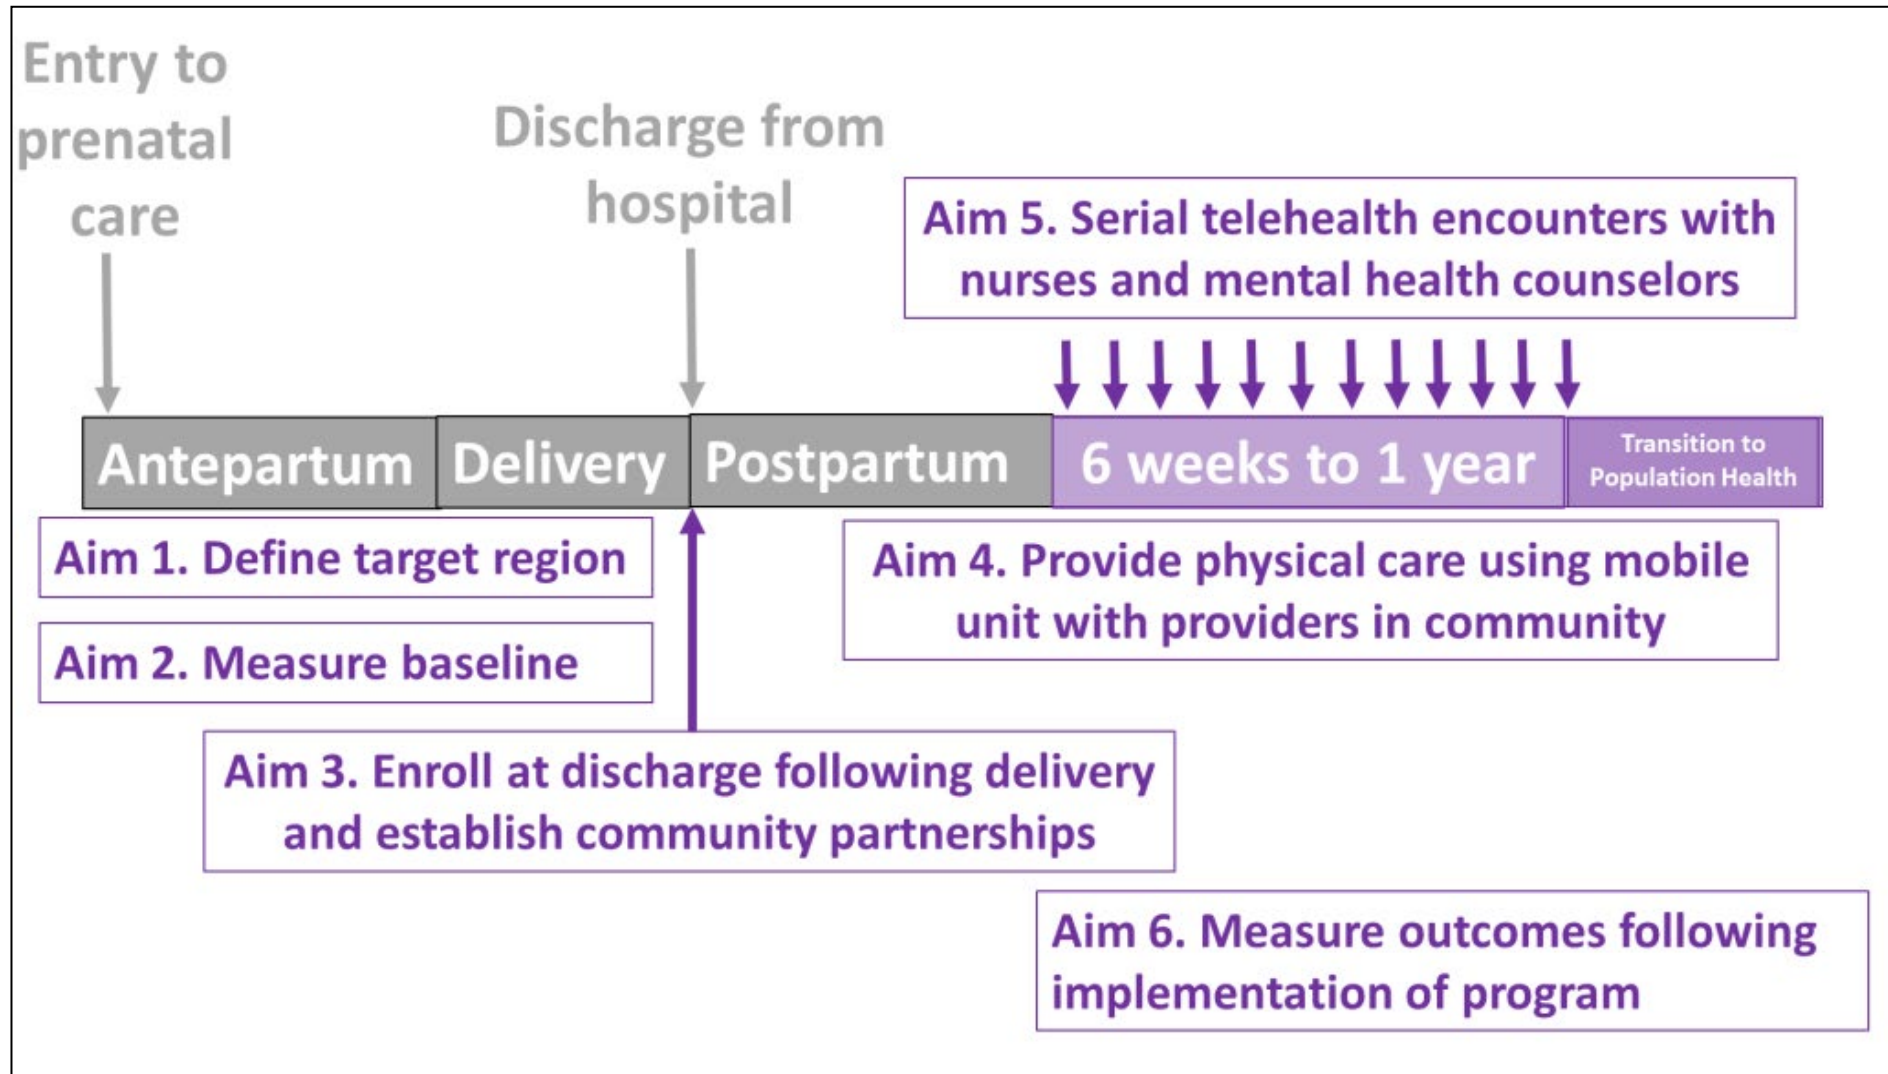 Entry to
prenatal
care
Discharge from
hospital
Aim 5. Serial telehealth encounters with
nurses and mental health counselors
Antepartum
Delivery
Postpartum
6 weeks to 1 year
Transition to
Population Health
Aim 1. Define target region
Aim 2. Measure baseline
Aim 4. Provide physical care using mobile
unit with providers in community
Aim 3. Enroll at discharge following delivery
and establish community partnerships
Aim 6. Measure outcomes following
implementation of program